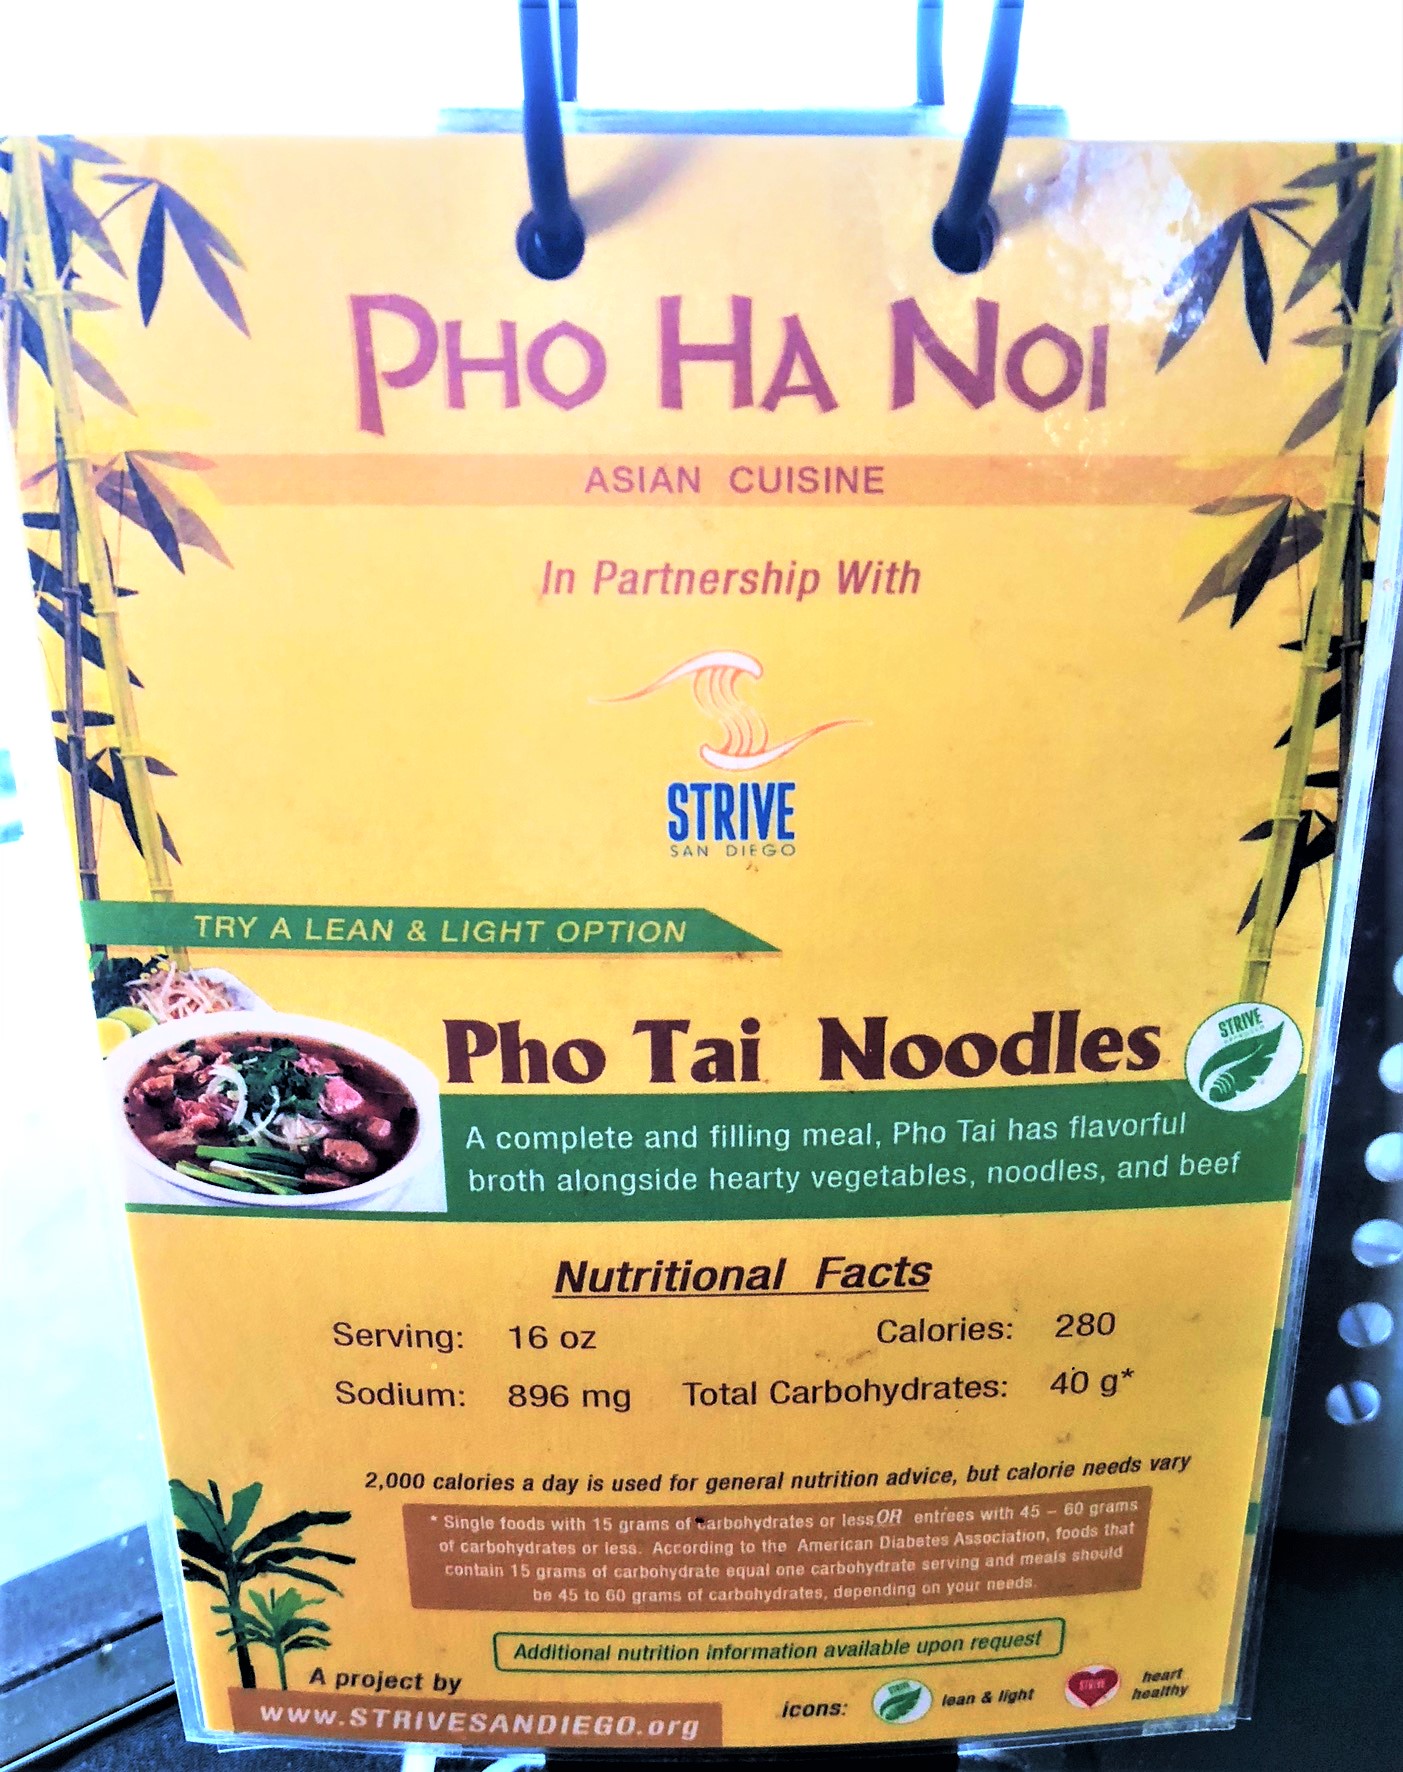 PHO HA NOI
ASIAN CUISINE
In Partnership With
STRIVE
SAN DIEGO
TRY A LEAN & LIGHT OPTION
Pho Tai Noodles
STRIVE
A complete and filling meal, Pho Tai has flavorful
broth alongside hearty vegetables, noodles, and beef
Nutritional Facts
Serving: 16 oz Calories: 280
Sodium: 896 mg Total Carbohydrates: 40 g*
2,000 calories a day is used for general nutrition advice, but calorie needs vary
* Single foods with 15 grams of carbohydrates or less OR entrees with 45 – 60 grams
of carbohydrates or less. According to the American Diabetes Association, foods that
contain 15 grams of carbohydrate equal one carbohydrate serving and meals should
be 45 to 60 grams of carbohydrates, depending on your needs.
Additional nutrition information available upon request
A project by
www.STRIVESANDIEGO.org
icons: STRIVE lean & light STRIVE heart
healthy